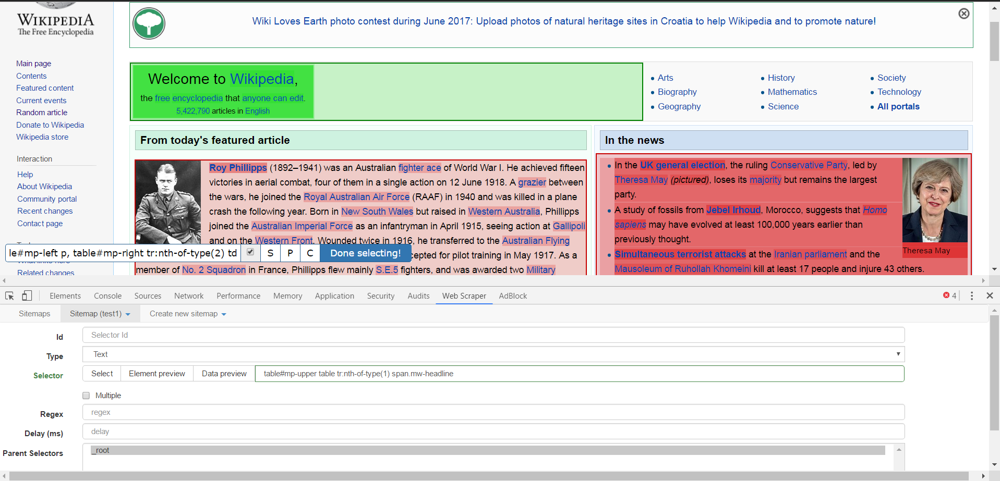 WIKIPEDIA
The Free Encyclopedia
Main page
Contents
Featured content
Current events
Random article
Donate to Wikipedia
Wikipedia store
Interaction
Help
About Wikipedia
Community portal
Recent changes
Contact page
What links here
Related changes
Wiki Loves Earth photo contest during June 2017: Upload photos of natural heritage sites in Croatia to help Wikipedia and to promote nature!
Welcome to Wikipedia,
the free encyclopedia that anyone can edit.
5,422,790 articles in English
Arts
Biography
Geography
History
Mathematics
Science
Society
Technology
All portals
From today's featured article
Roy Phillipps (1892–1941) was an Australian fighter ace of World War I. He achieved fifteen
victories in aerial combat, four of them in a single action on 12 June 1918. A grazier between
the wars, he joined the Royal Australian Air Force (RAAF) in 1940 and was killed in a plane
crash the following year. Born in New South Wales but raised in Western Australia, Phillipps
joined the Australian Imperial Force as an infantryman in April 1915, seeing action at Gallipoli
and on the Western Front. Wounded twice in 1916, he transferred to the Australian Flying
cepted for pilot training in May 1917. As a
member of No. 2 Squadron in France, Phillipps flew mainly S.E.5 fighters, and was awarded two Military
In the news
In the UK general election, the ruling Conservative Party, led by
Theresa May (pictured), loses its majority but remains the largest
party.
A study of fossils from Jebel Irhoud, Morocco, suggests that Homo
sapiens may have evolved at least 100,000 years earlier than
previously thought.
Simultaneous terrorist attacks at the Iranian parliament and the
Mausoleum of Ruhollah Khomeini kill at least 17 people and injure 43 others.
Theresa May
le#mp-left p, table#mp-right tr:nth-of-type(2) td S P C Done selecting!
Elements Console Sources Network Performance Memory Application Security Audits Web Scraper AdBlock 4
Sitemaps Sitemap (test1) Create new sitemap
Id Selector Id
Type Text
Selector Select Element preview Data preview table#mp-upper table tr:nth-of-type(1) span.mw-headline
Multiple
Regex regex
Delay (ms) delay
Parent Selectors _root